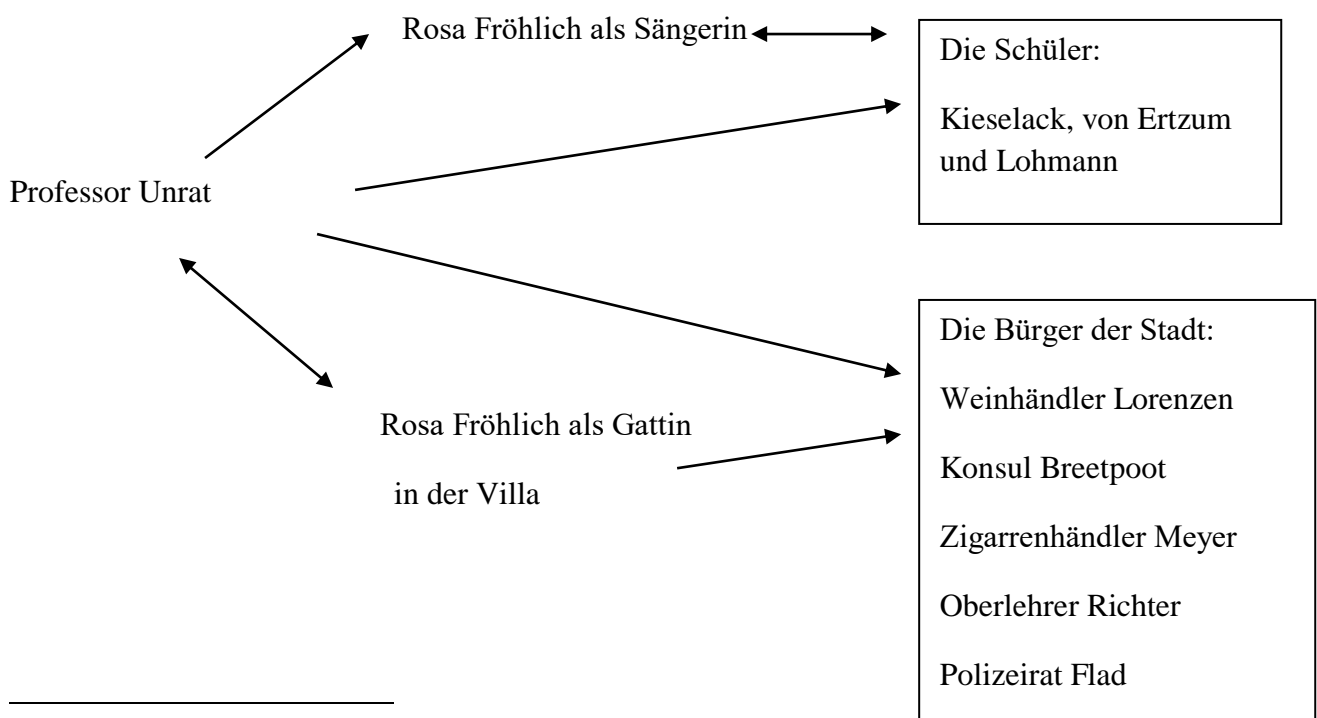 Rosa Fröhlich als Sängerin
Die Schüler:
Kieselack, von Ertzum
und Lohmann
Professor Unrat
Rosa Fröhlich als Gattin
in der Villa
Die Bürger der Stadt:
Weinhändler Lorenzen
Konsul Breetpoot
Zigarrenhändler Meyer
Oberlehrer Richter
Polizeirat Flad